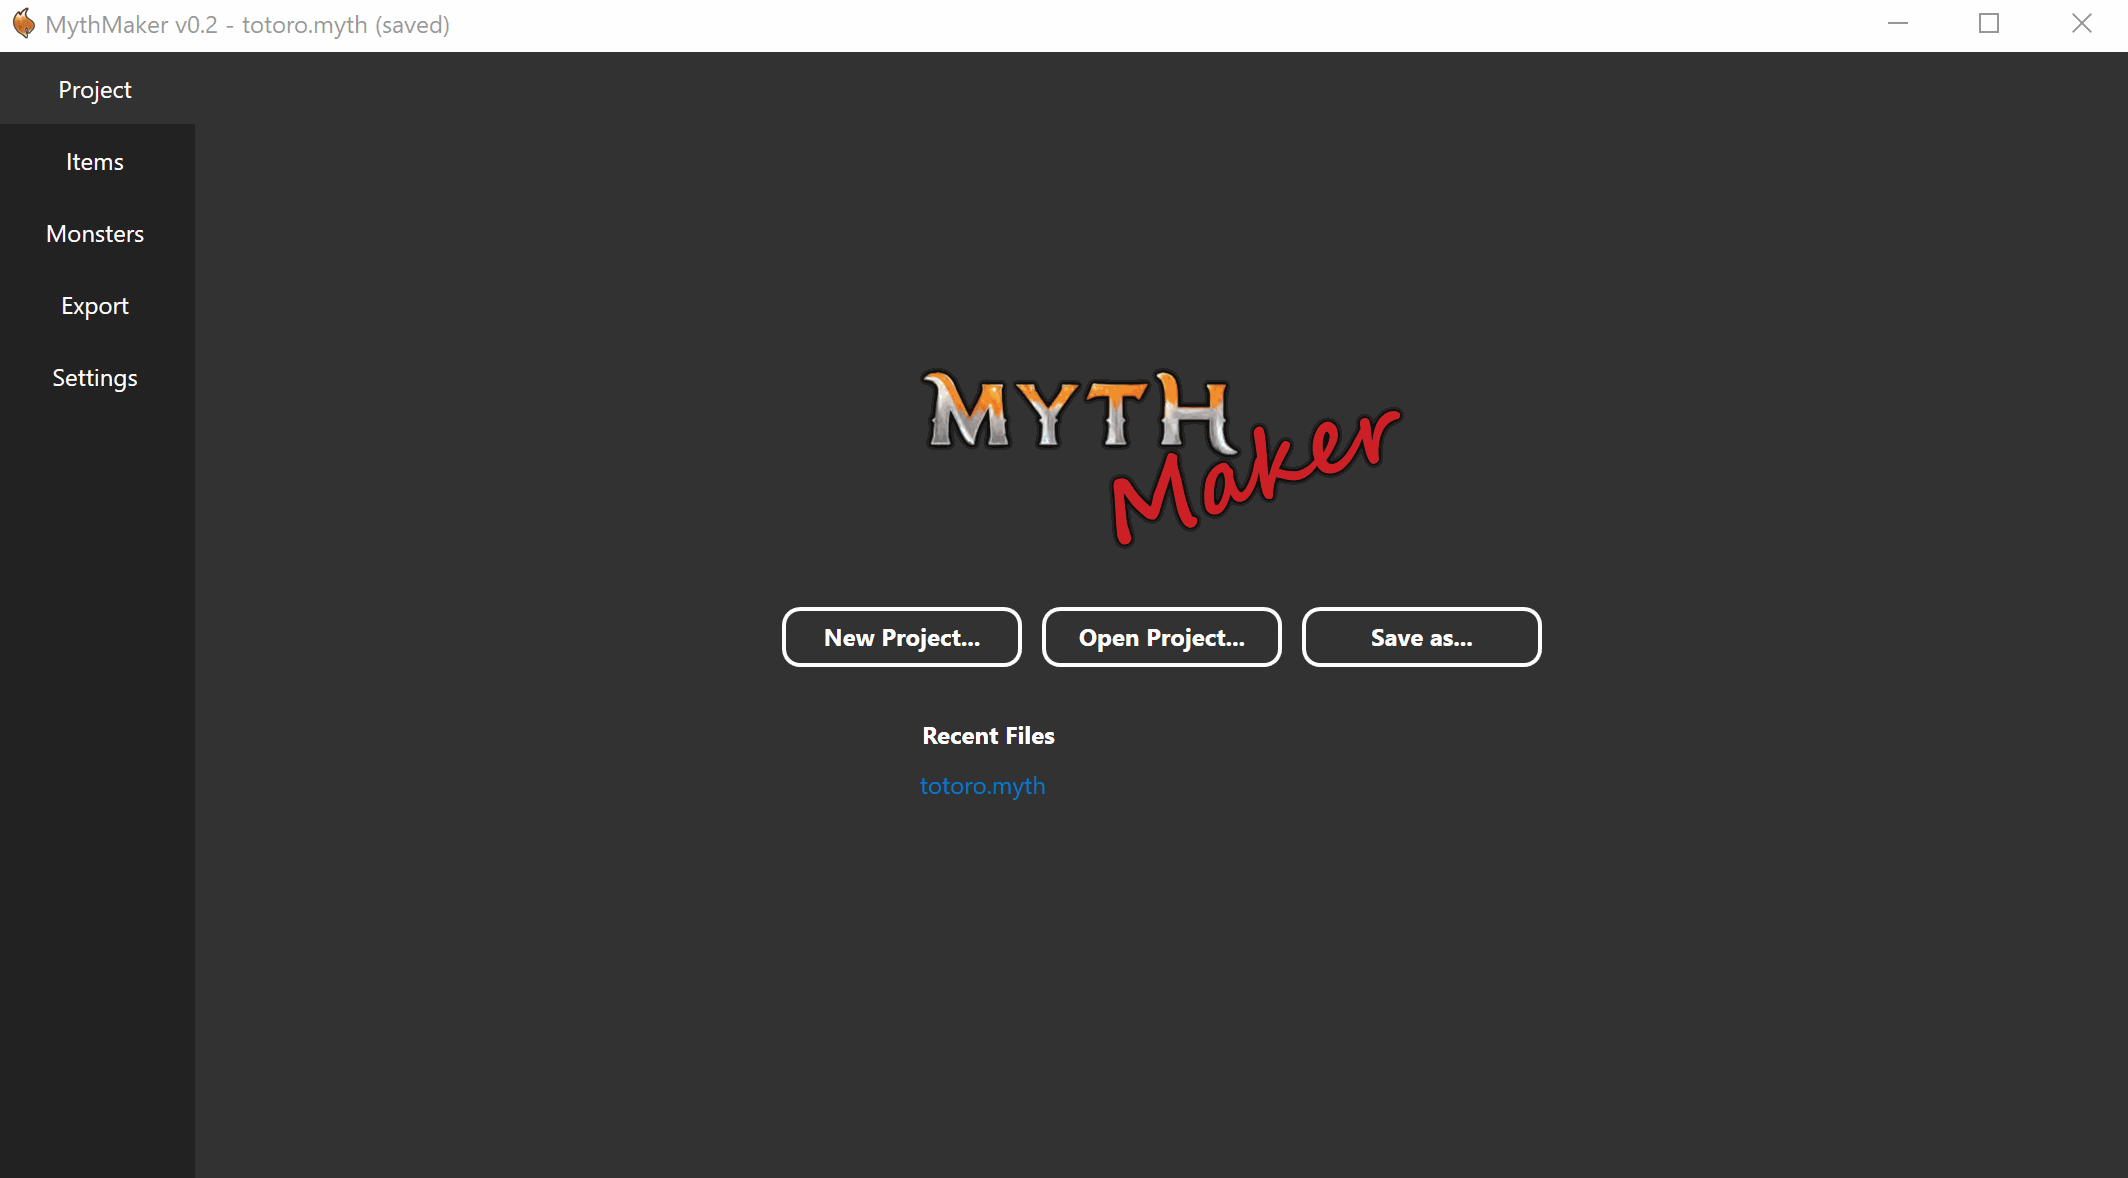 MythMaker v0.2 - totoro.myth (saved)
Project
Items
Monsters
Export
Settings
MYTH
Maker
New Project...
Open Project...
Save as...
Recent Files
totoro.myth